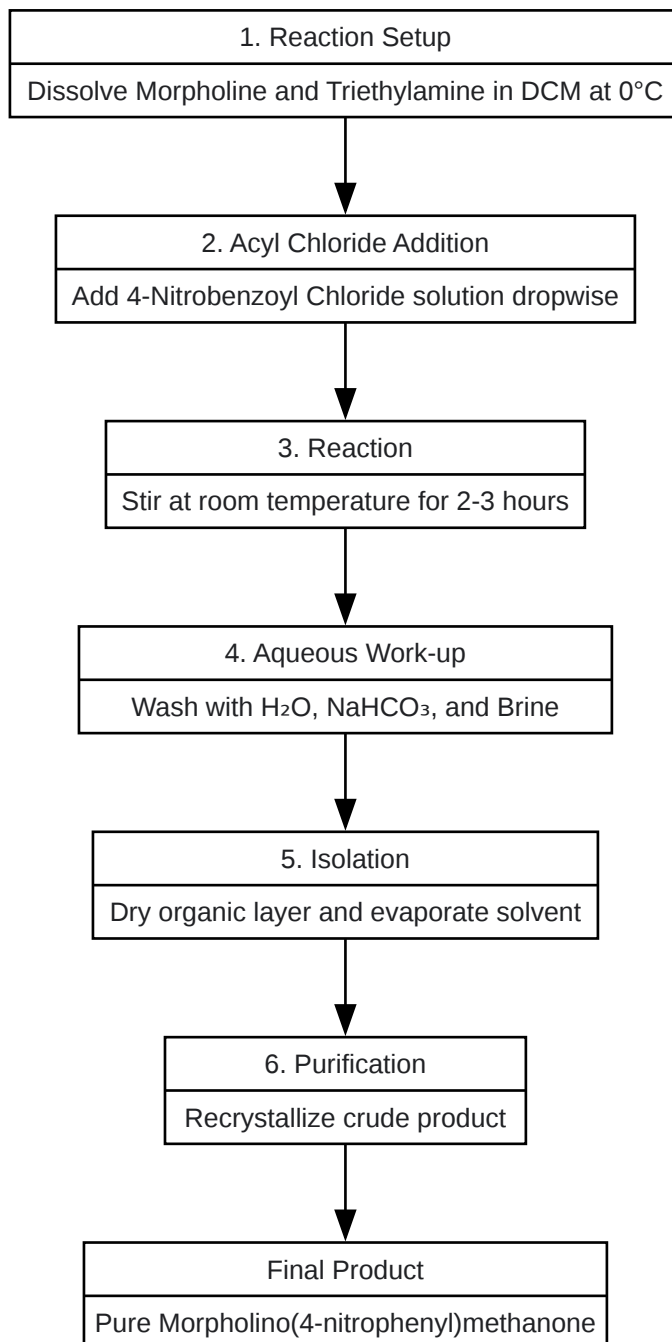 1. Reaction Setup
Dissolve Morpholine and Triethylamine in DCM at 0°C
2. Acyl Chloride Addition
Add 4-Nitrobenzoyl Chloride solution dropwise
3. Reaction
Stir at room temperature for 2-3 hours
4. Aqueous Work-up
Wash with H₂O, NaHCO₃, and Brine
5. Isolation
Dry organic layer and evaporate solvent
6. Purification
Recrystallize crude product
Final Product
Pure Morpholino(4-nitrophenyl)methanone